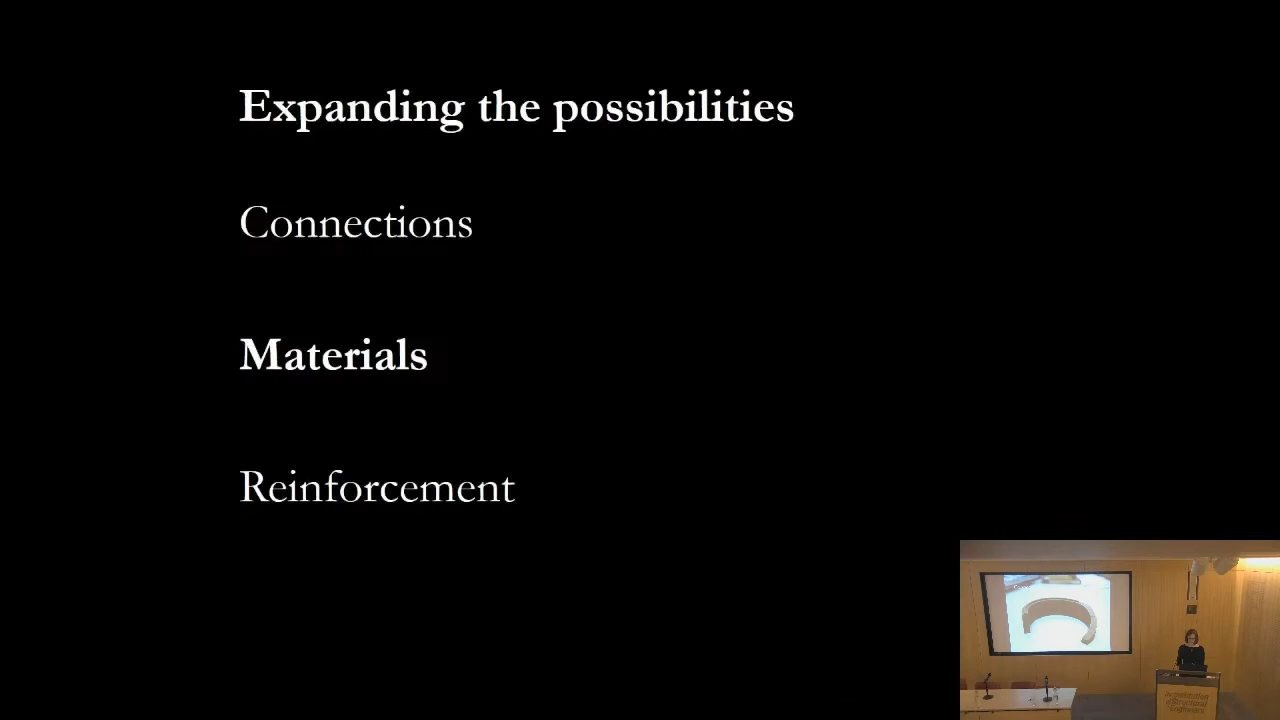 Expanding the possibilities
Connections
Materials
Reinforcement